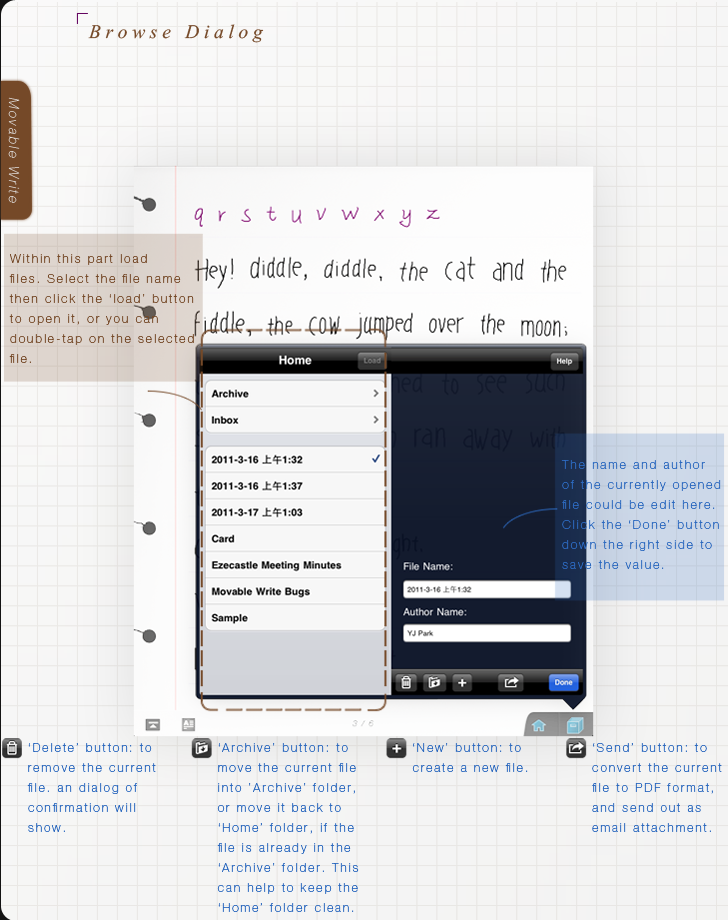 Browse Dialog
Movable Write
q r s t u v w x y z
Hey! diddle, diddle, the cat and the
fiddle, the cow jumped over the moon;
Within this part load
files. Select the file name
then click the ‘load’ button
to open it, or you can
double-tap on the selected
file.
Home
Load
Help
to see such
ran away with
Archive
Inbox
2011-3-16 上午1:32
2011-3-16 上午1:37
2011-3-17 上午1:03
Card
Ezecastle Meeting Minutes
Movable Write Bugs
Sample
The name and author
of the currently opened
file could be edit here.
Click the ‘Done’ button
down the right side to
save the value.
File Name:
2011-3-16 上午1:32
Author Name:
YJ Park
Done
3 / 6
‘Delete’ button: to
remove the current
file. an dialog of
confirmation will
show.
‘Archive’ button: to
move the current file
into ‘Archive’ folder,
or move it back to
‘Home’ folder, if the
file is already in the
‘Archive’ folder. This
can help to keep the
‘Home’ folder clean.
‘New’ button: to
create a new file.
‘Send’ button: to
convert the current
file to PDF format,
and send out as
email attachment.